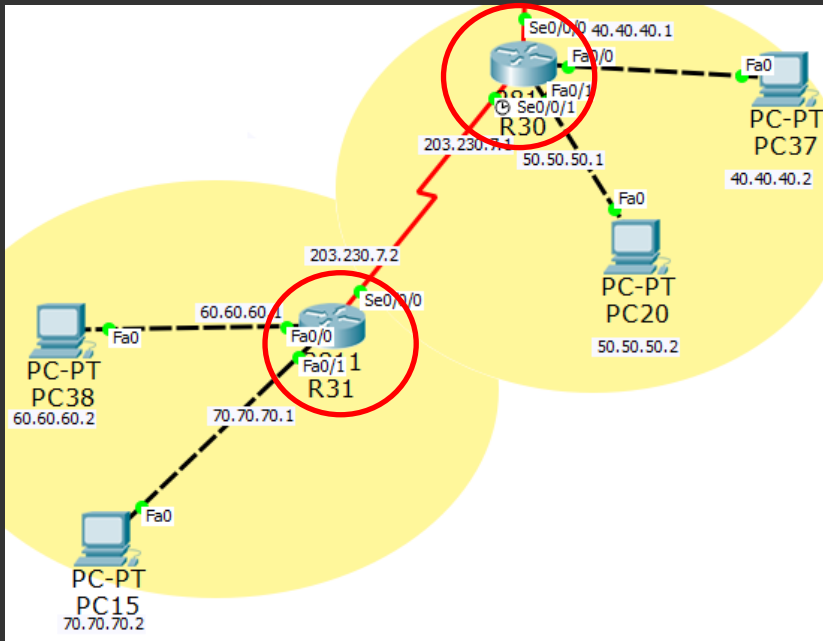 Se0/0/0
40.40.40.1
Fa0/0
Fa0
Fa0/1
Se0/0/1
R30
PC-PT
PC37
203.230.7.1
50.50.50.1
40.40.40.2
Fa0
203.230.7.2
PC-PT
PC20
Se0/0/0
60.60.60.1
Fa0
Fa0/0
50.50.50.2
Fa0/1
R31
PC-PT
PC38
60.60.60.2
70.70.70.1
Fa0
PC-PT
PC15
70.70.70.2